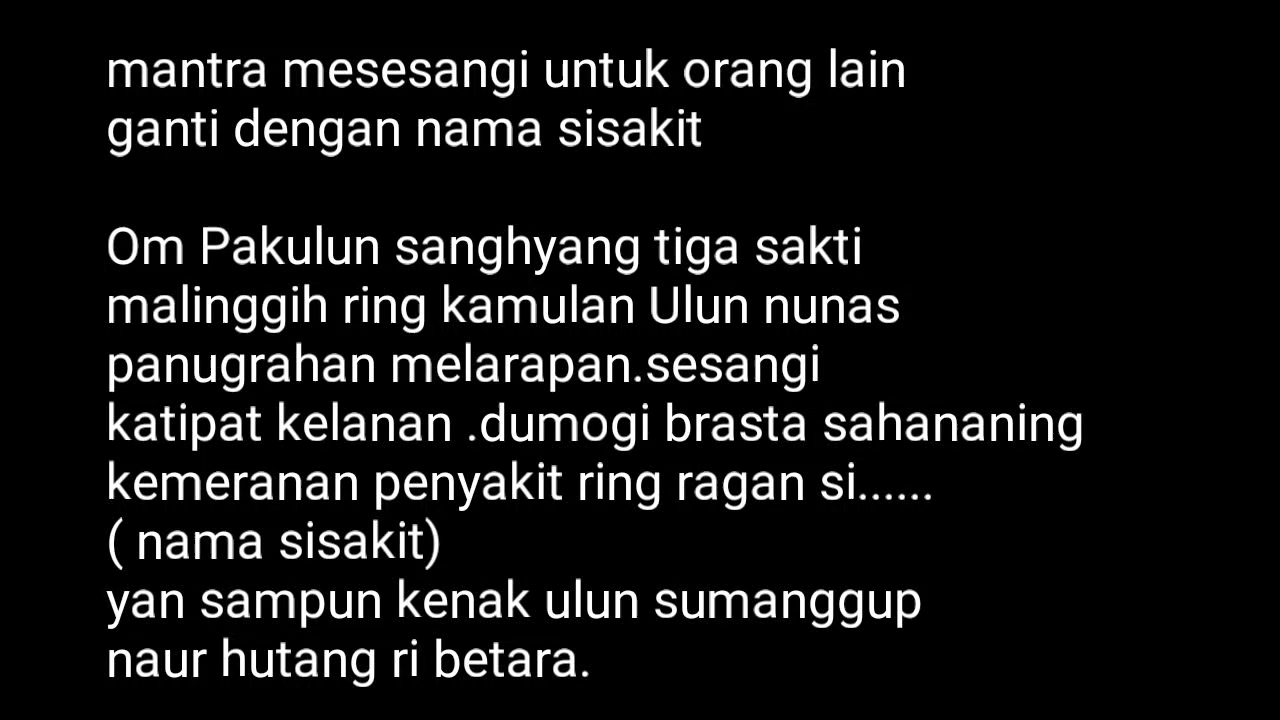 mantra mesesangi untuk orang lain
ganti dengan nama sisakit
Om Pakulun sanghyang tiga sakti
malinggih ring kamulan Ulun nunas
panugrahan melarapan.sesangi
katipat kelanan .dumogi brasta sahananing
kemeranan penyakit ring ragan si......
( nama sisakit)
yan sampun kenak ulun sumanggup
naur hutang ri betara.